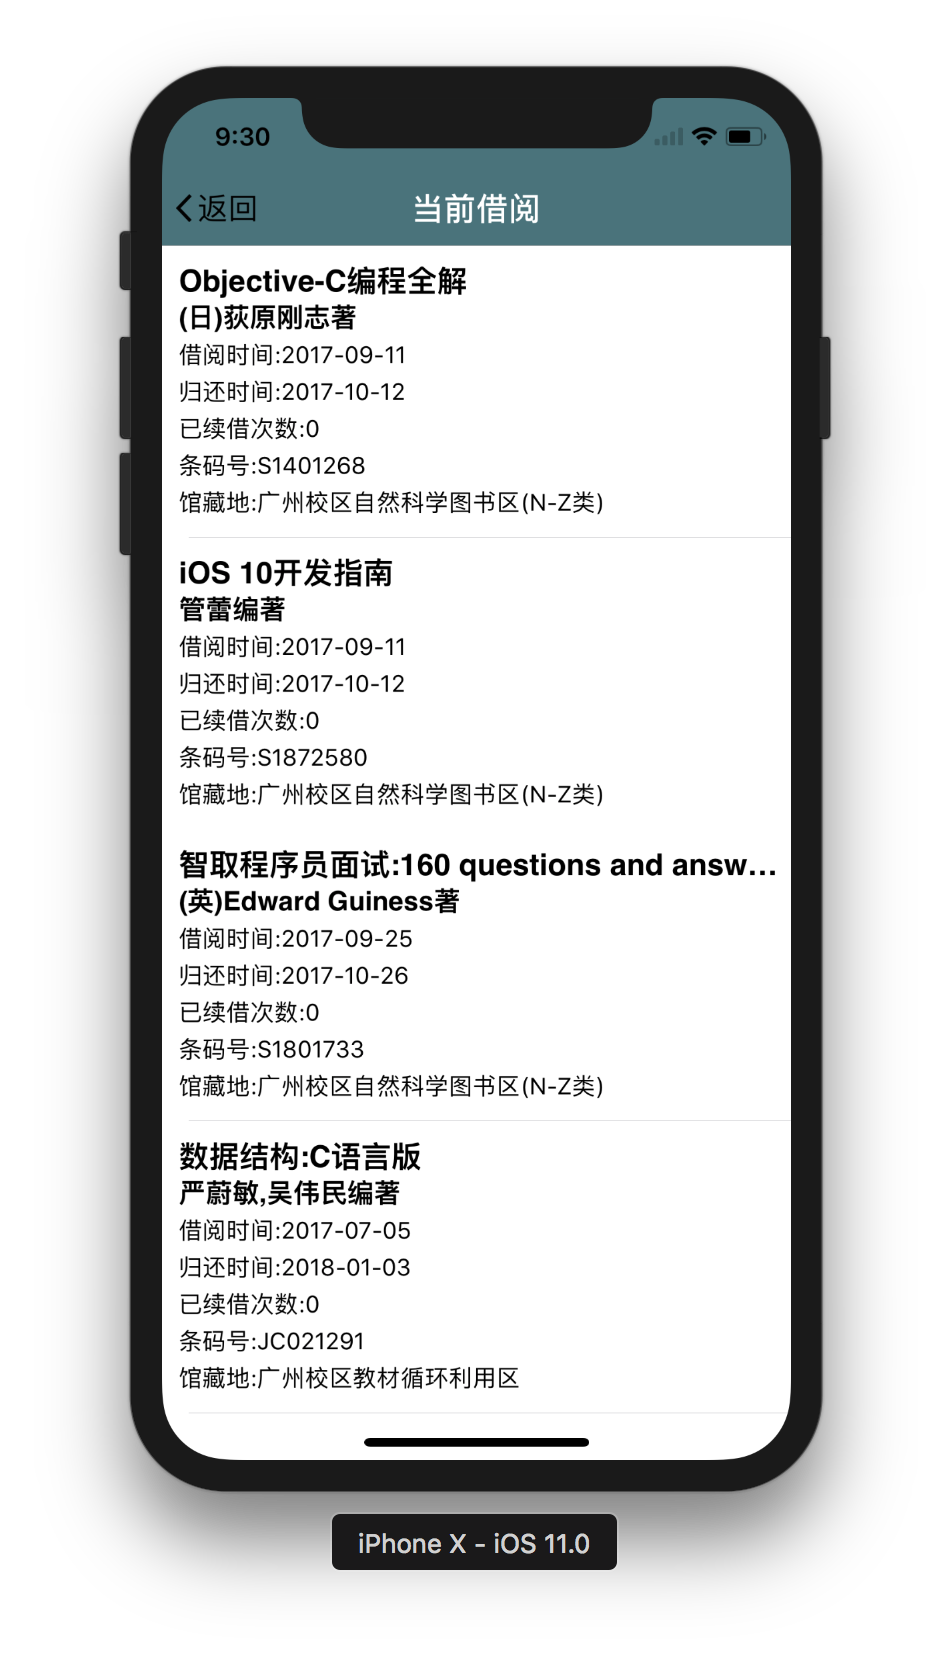 9:30
返回
当前借阅
Objective-C编程全解
(日)荻原刚志著
借阅时间:2017-09-11
归还时间:2017-10-12
已续借次数:0
条码号:S1401268
馆藏地:广州校区自然科学图书区(N-Z类)
iOS 10开发指南
管蕾编著
借阅时间:2017-09-11
归还时间:2017-10-12
已续借次数:0
条码号:S1872580
馆藏地:广州校区自然科学图书区(N-Z类)
智取程序员面试:160 questions and answ...
(英)Edward Guiness著
借阅时间:2017-09-25
归还时间:2017-10-26
已续借次数:0
条码号:S1801733
馆藏地:广州校区自然科学图书区(N-Z类)
数据结构:C语言版
严蔚敏,吴伟民编著
借阅时间:2017-07-05
归还时间:2018-01-03
已续借次数:0
条码号:JC021291
馆藏地:广州校区教材循环利用区
iPhone X - iOS 11.0